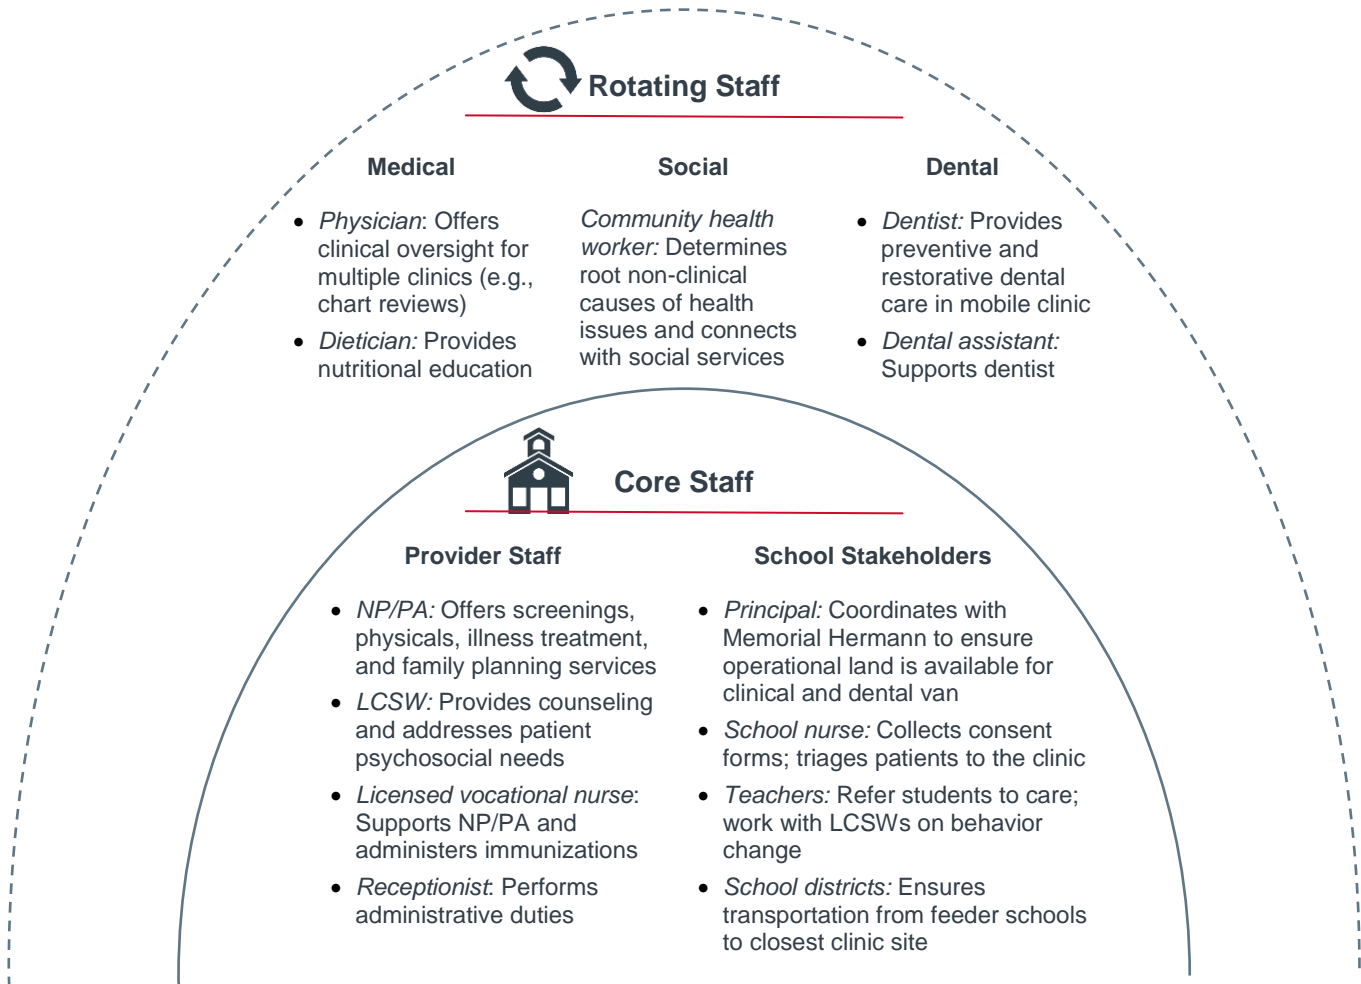 Rotating Staff
Medical
• Physician: Offers
clinical oversight for
multiple clinics (e.g.,
chart reviews)
• Dietician: Provides
nutritional education
Social
Community health
worker: Determines
root non-clinical
causes of health
issues and connects
with social services
Dental
• Dentist: Provides
preventive and
restorative dental
care in mobile clinic
• Dental assistant:
Supports dentist
Core Staff
Provider Staff
• NP/PA: Offers screenings,
physicals, illness treatment,
and family planning services
• LCSW: Provides counseling
and addresses patient
psychosocial needs
• Licensed vocational nurse:
Supports NP/PA and
administers immunizations
• Receptionist: Performs
administrative duties
School Stakeholders
• Principal: Coordinates with
Memorial Hermann to ensure
operational land is available for
clinical and dental van
• School nurse: Collects consent
forms; triages patients to the clinic
• Teachers: Refer students to care;
work with LCSWs on behavior
change
• School districts: Ensures
transportation from feeder schools
to closest clinic site